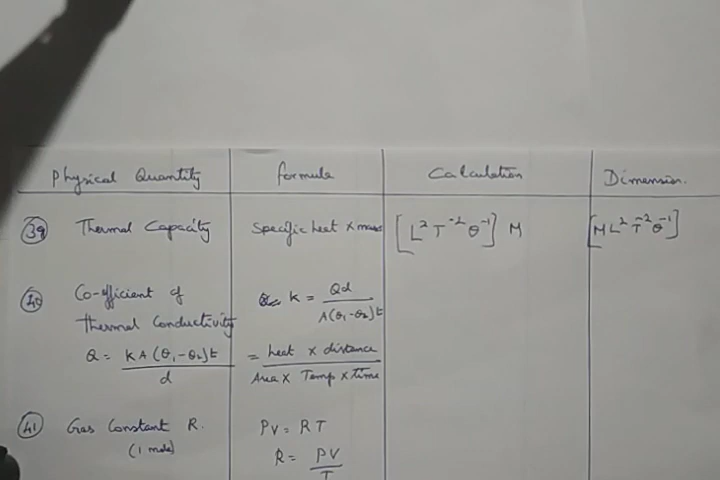 Physical Quantity formula Calculation Dimension.
39 Thermal Capacity Specific heat x mass [L² T⁻² θ⁻¹] M [M L² T⁻² θ⁻¹]
40 Co-efficient of Thermal Conductivity
K = Qd / A(θ₁-θ₂)t
Q = KA(θ₁-θ₂)t / d
= heat x distance / Area x Temp x time
41 Gas Constant R. (1 mole)
PV = RT
R = PV / T